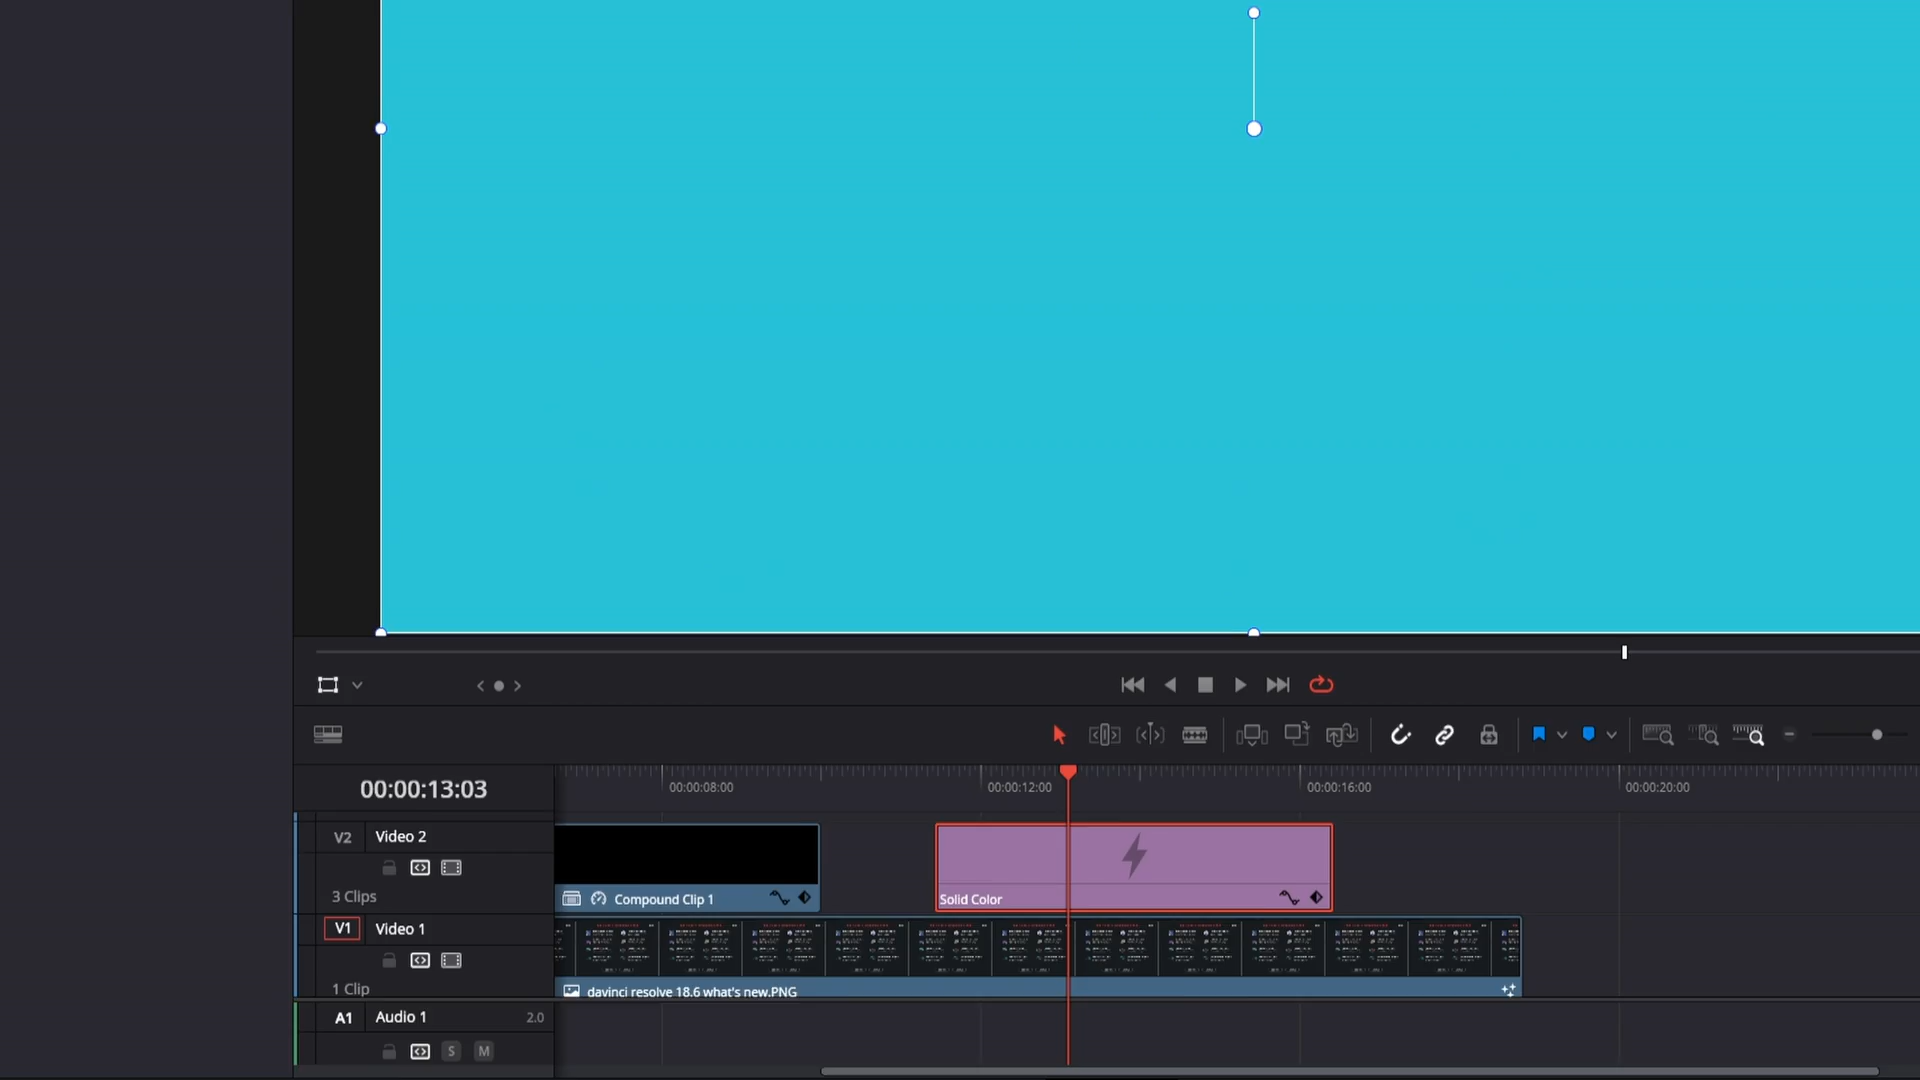 00:00:13:03
00:00:08:00
00:00:12:00
00:00:16:00
00:00:20:00
V2
Video 2
3 Clips
Compound Clip 1
Solid Color
V1
Video 1
1 Clip
davinci resolve 18.6 what's new.PNG
A1
Audio 1
2.0
S
M